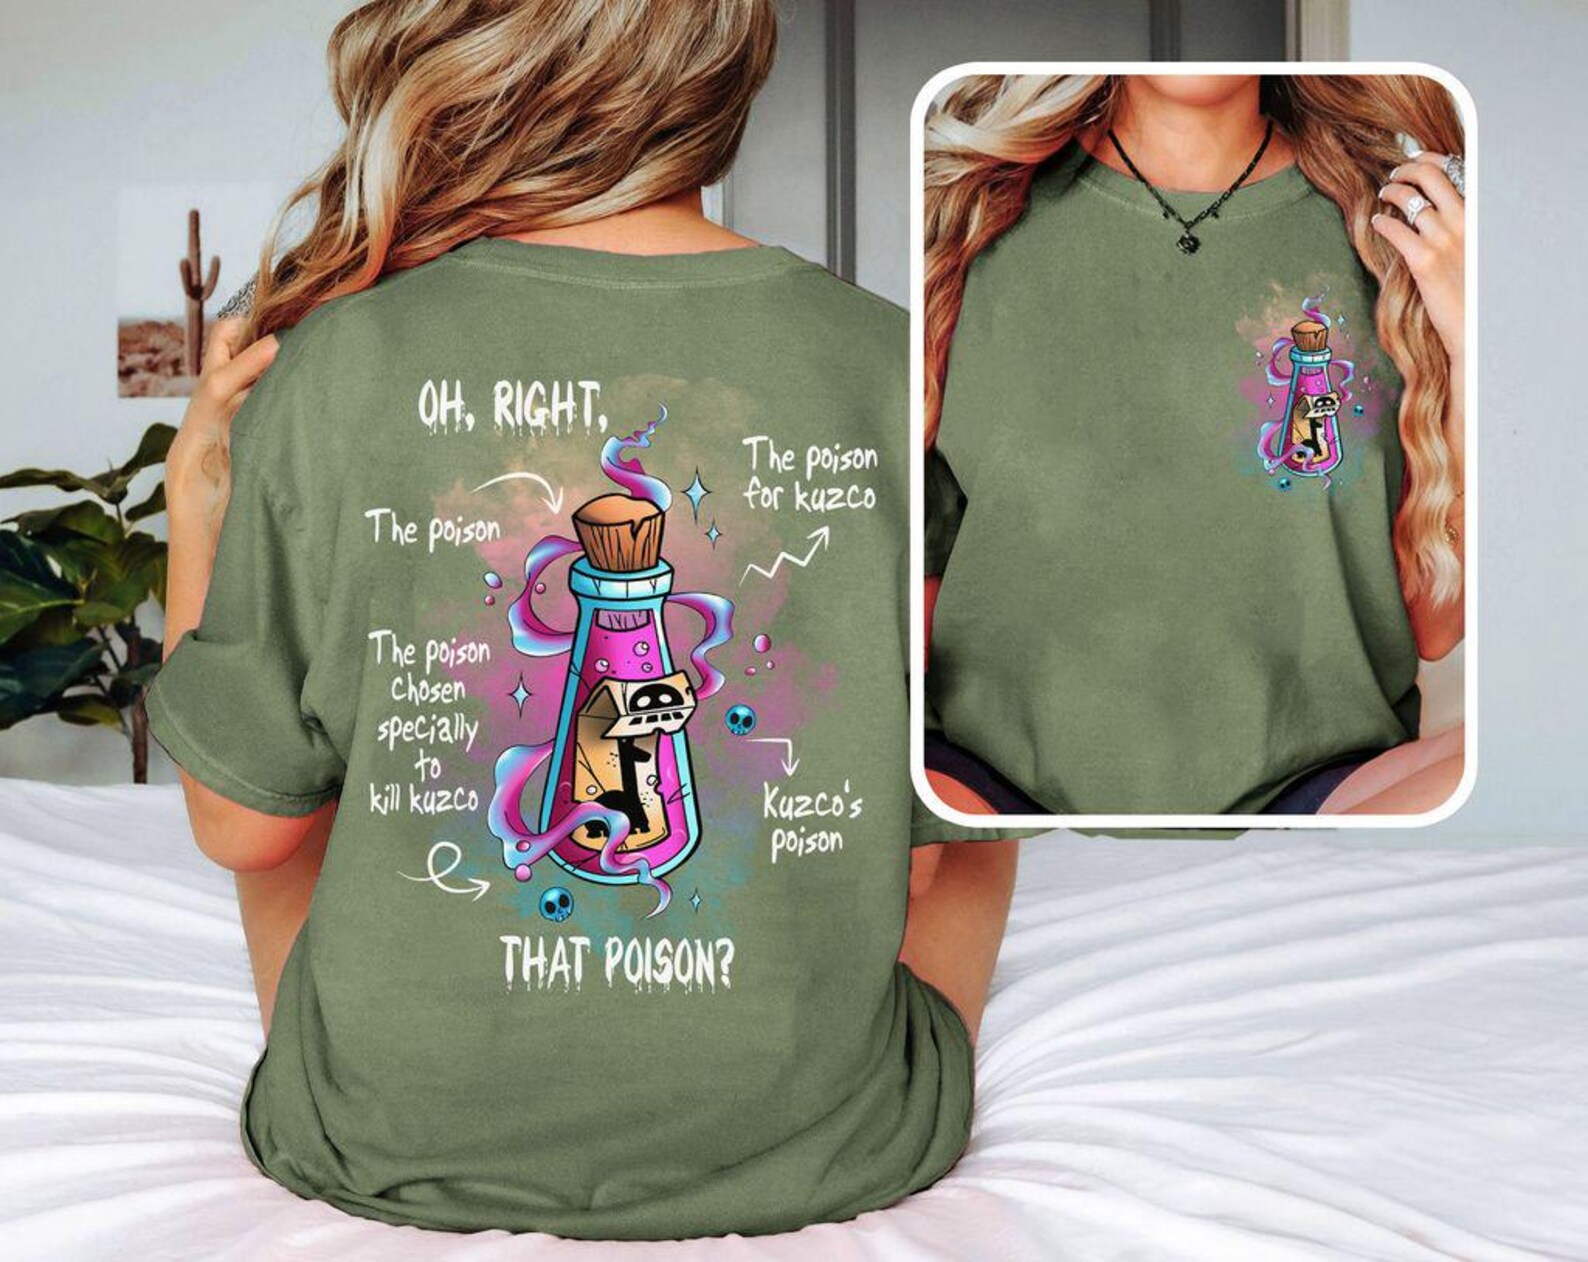 OH, RIGHT,
The poison
The poison
for kuzco
The poison
chosen
specially
to
kill kuzco
Kuzco's
poison
THAT POISON?